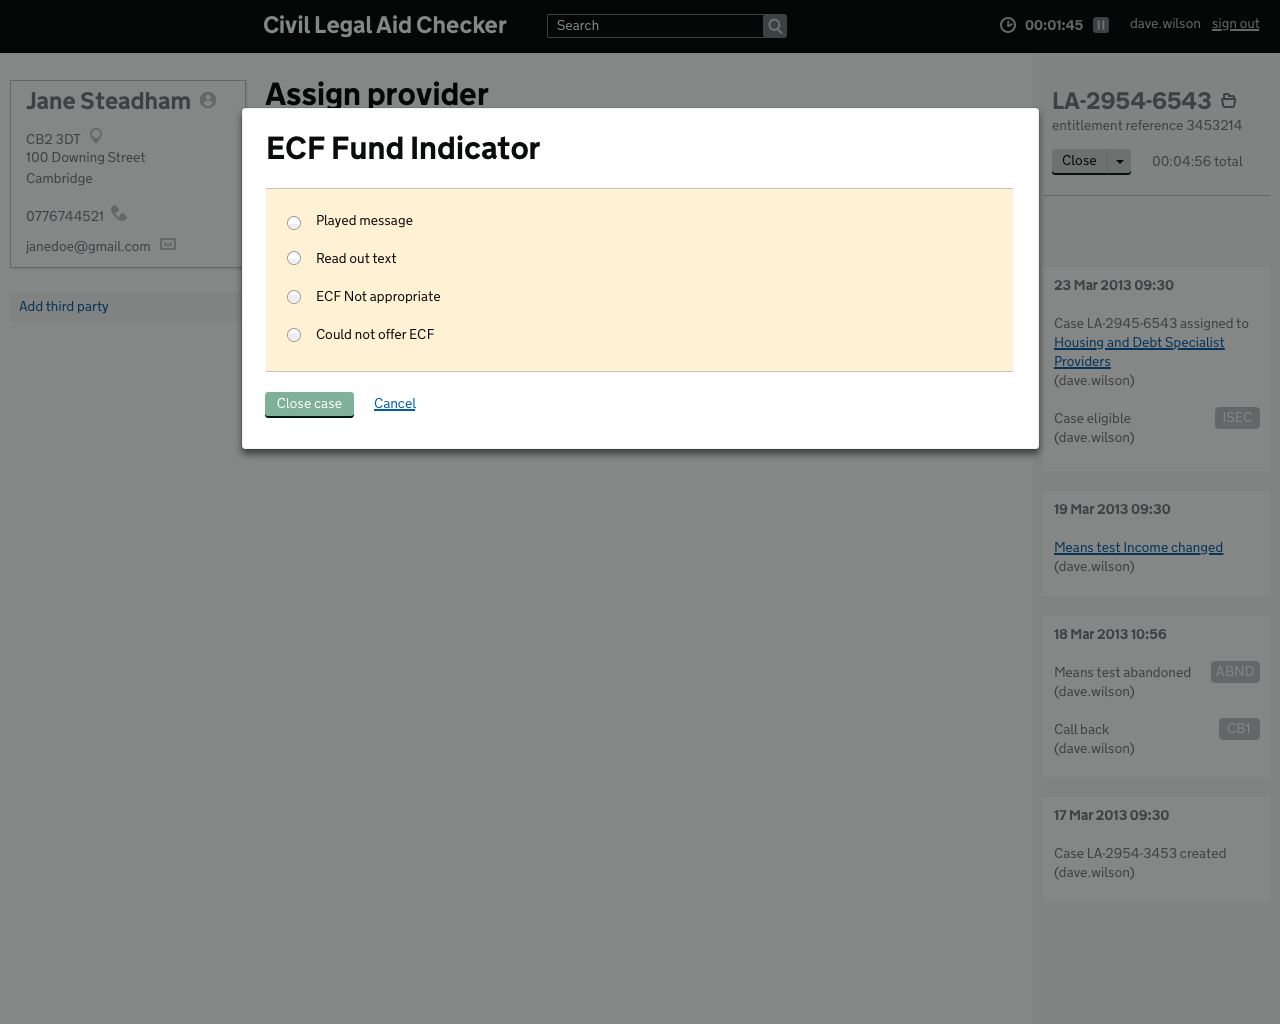 Civil Legal Aid Checker
Search
00:01:45
dave.wilson
sign out
Jane Steadham
CB2 3DT
100 Downing Street
Cambridge
0776744521
janedoe@gmail.com
Add third party
Assign provider
ECF Fund Indicator
Played message
Read out text
ECF Not appropriate
Could not offer ECF
Close case
Cancel
LA-2954-6543
entitlement reference 3453214
Close
00:04:56 total
23 Mar 2013 09:30
Case LA-2945-6543 assigned to
Housing and Debt Specialist
Providers
(dave.wilson)
Case eligible
ISEC
(dave.wilson)
19 Mar 2013 09:30
Means test Income changed
(dave.wilson)
18 Mar 2013 10:56
Means test abandoned
ABND
(dave.wilson)
Call back
CB1
(dave.wilson)
17 Mar 2013 09:30
Case LA-2954-3453 created
(dave.wilson)